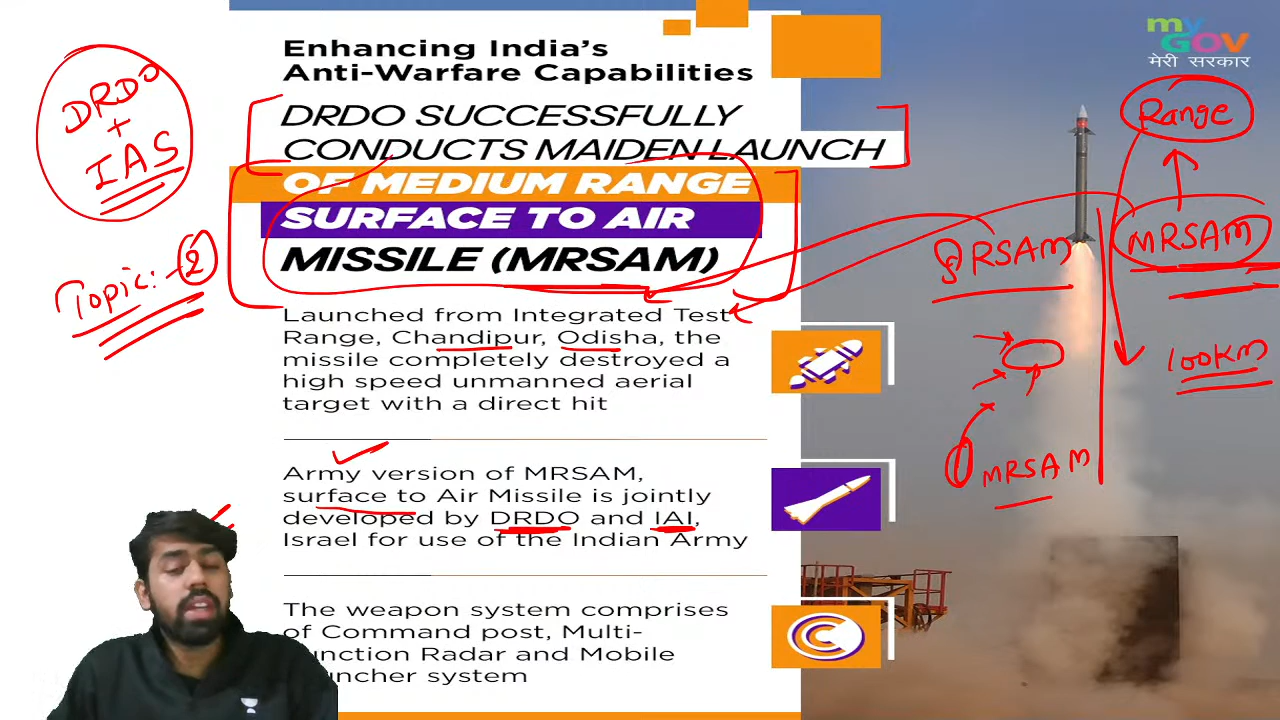 Enhancing India's
Anti-Warfare Capabilities
DRDO SUCCESSFULLY
CONDUCTS MAIDEN LAUNCH
OF MEDIUM RANGE
SURFACE TO AIR
MISSILE (MRSAM)
Launched from Integrated Test
Range, Chandipur, Odisha, the
missile completely destroyed a
high speed unmanned aerial
target with a direct hit
Army version of MRSAM,
surface to Air Missile is jointly
developed by DRDO and IAI,
Israel for use of the Indian Army
The weapon system comprises
of Command post, Multi-
unction Radar and Mobile
uncher system
DRDO
+
IAS
Topic:-2
my
GOV
मेरी सरकार
Range
MRSAM
RSAM
100km
MRSAM